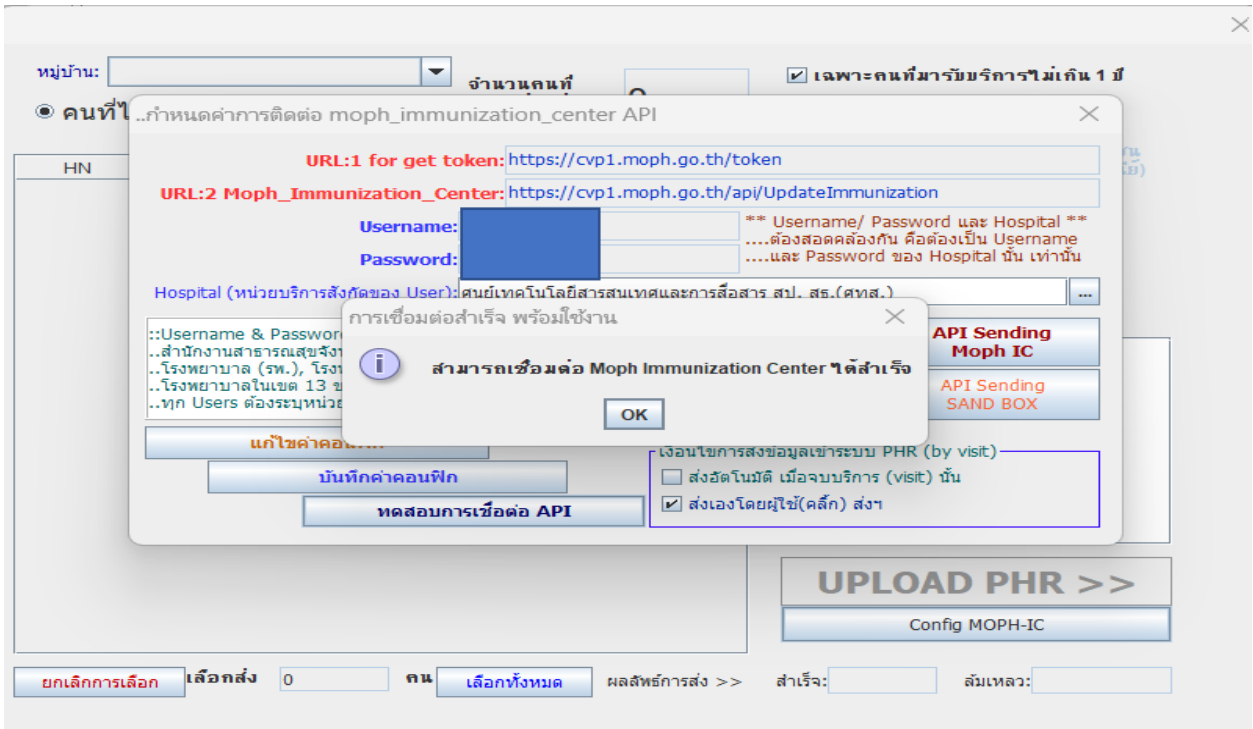 หมู่บ้าน:
จำนวนคนที่
เฉพาะคนที่มารับบริการไม่เกิน 1 ปี
คนที่ไ
..กำหนดค่าการติดต่อ moph_immunization_center API
HN
URL:1 for get token: https://cvp1.moph.go.th/token
URL:2 Moph_Immunization_Center: https://cvp1.moph.go.th/api/UpdateImmunization
Username:
** Username/ Password และ Hospital **
....ต้องสอดคล้องกัน คือต้องเป็น Username
Password:
....และ Password ของ Hospital นั้น เท่านั้น
Hospital (หน่วยบริการสังกัดของ User): ศูนย์เทคโนโลยีสารสนเทศและการสื่อสาร สป. สธ.(ศทส.) ...
การเชื่อมต่อสำเร็จ พร้อมใช้งาน
::Username & Passwor
..สำนักงานสาธารณสุขจัง
..โรงพยาบาล (รพ.), โรง
..โรงพยาบาลในเขต 13 ข
..ทุก Users ต้องระบุหน่วย
สามารถเชื่อมต่อ Moph Immunization Center ได้สำเร็จ
OK
API Sending
Moph IC
API Sending
SAND BOX
แก้ไขค่าคอนฟิก
บันทึกค่าคอนฟิก
ทดสอบการเชื่อต่อ API
เงื่อนไขการส่งข้อมูลเข้าระบบ PHR (by visit)
ส่งอัตโนมัติ เมื่อจบบริการ (visit) นั้น
ส่งเองโดยผู้ใช้(คลิ้ก) ส่งฯ
UPLOAD PHR >>
Config MOPH-IC
ยกเลิกการเลือก
เลือกส่ง 0 คน
เลือกทั้งหมด
ผลลัพธ์การส่ง >> สำเร็จ: ล้มเหลว: